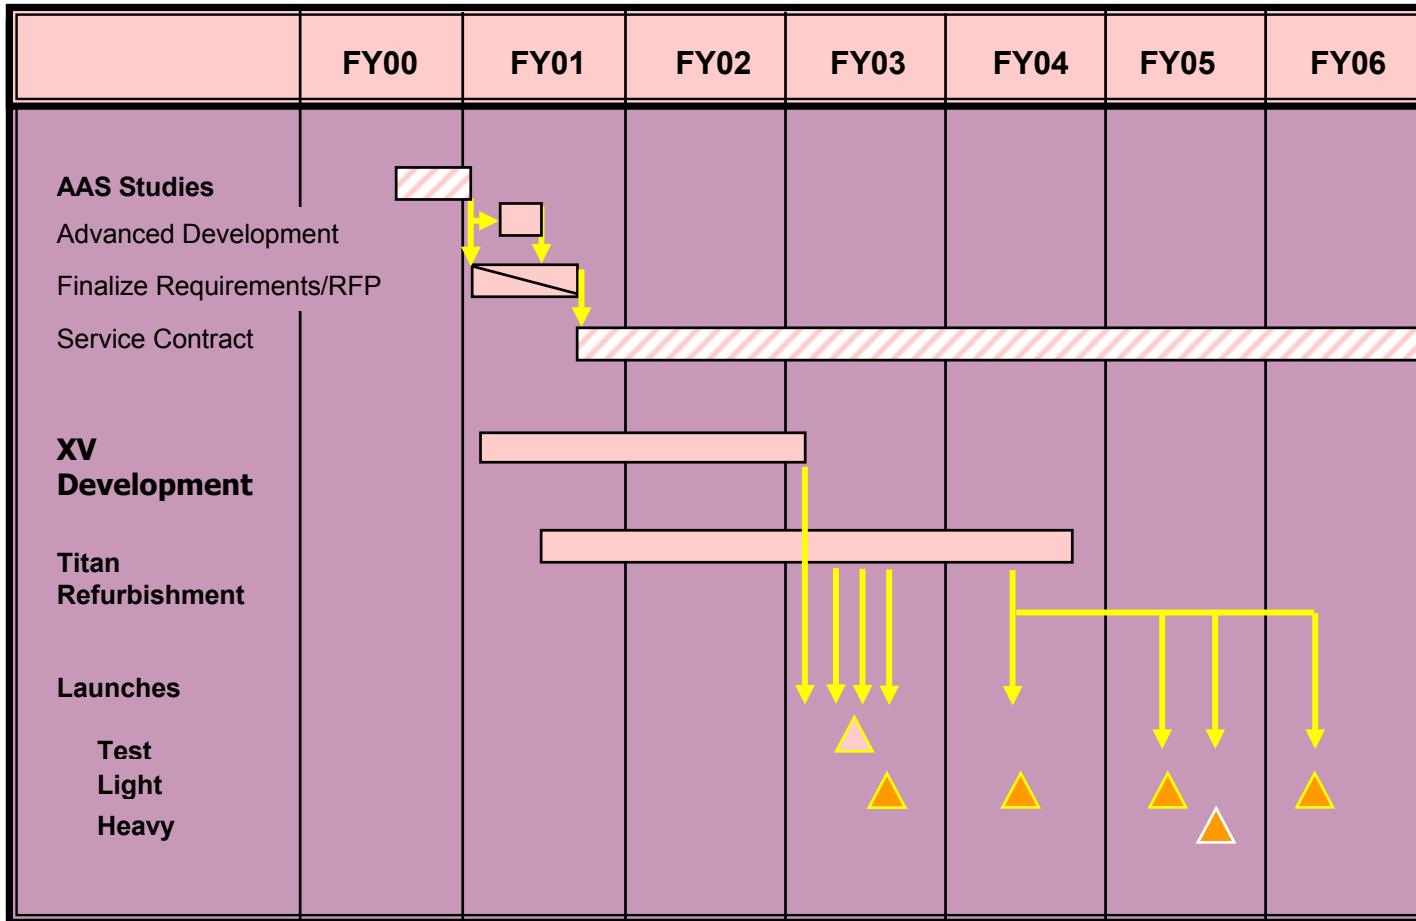 FY00 FY01 FY02 FY03 FY04 FY05 FY06
AAS Studies
Advanced Development
Finalize Requirements/RFP
Service Contract
XV
Development
Titan
Refurbishment
Launches
Test
Light
Heavy